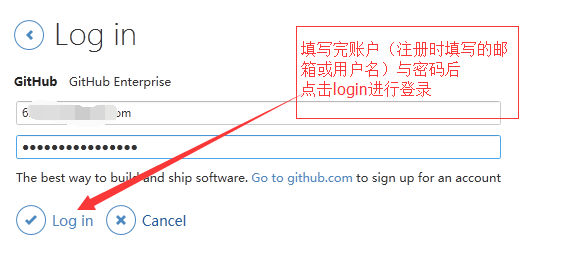 Log in
填写完账户（注册时填写的邮
箱或用户名）与密码后
点击login进行登录
GitHub GitHub Enterprise
6 om
●●●●●●●●●●●●●●●●
The best way to build and ship software. Go to github.com to sign up for an account
Log in Cancel